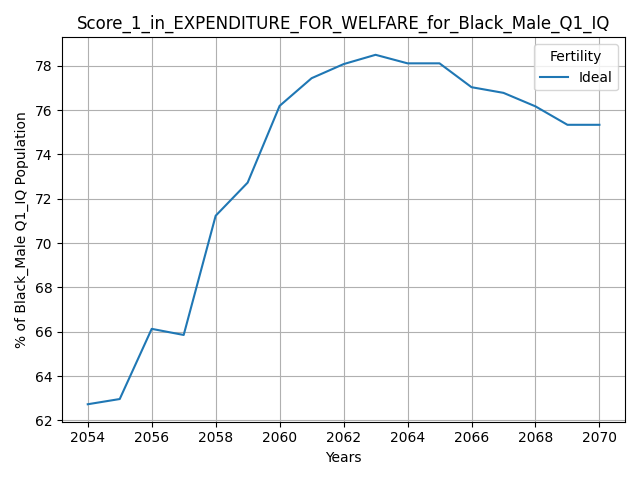 Score_1_in_EXPENDITURE_FOR_WELFARE_for_Black_Male_Q1_IQ
Fertility
Ideal
% of Black_Male Q1_IQ Population
78
76
74
72
70
68
66
64
62
2054 2056 2058 2060 2062 2064 2066 2068 2070
Years